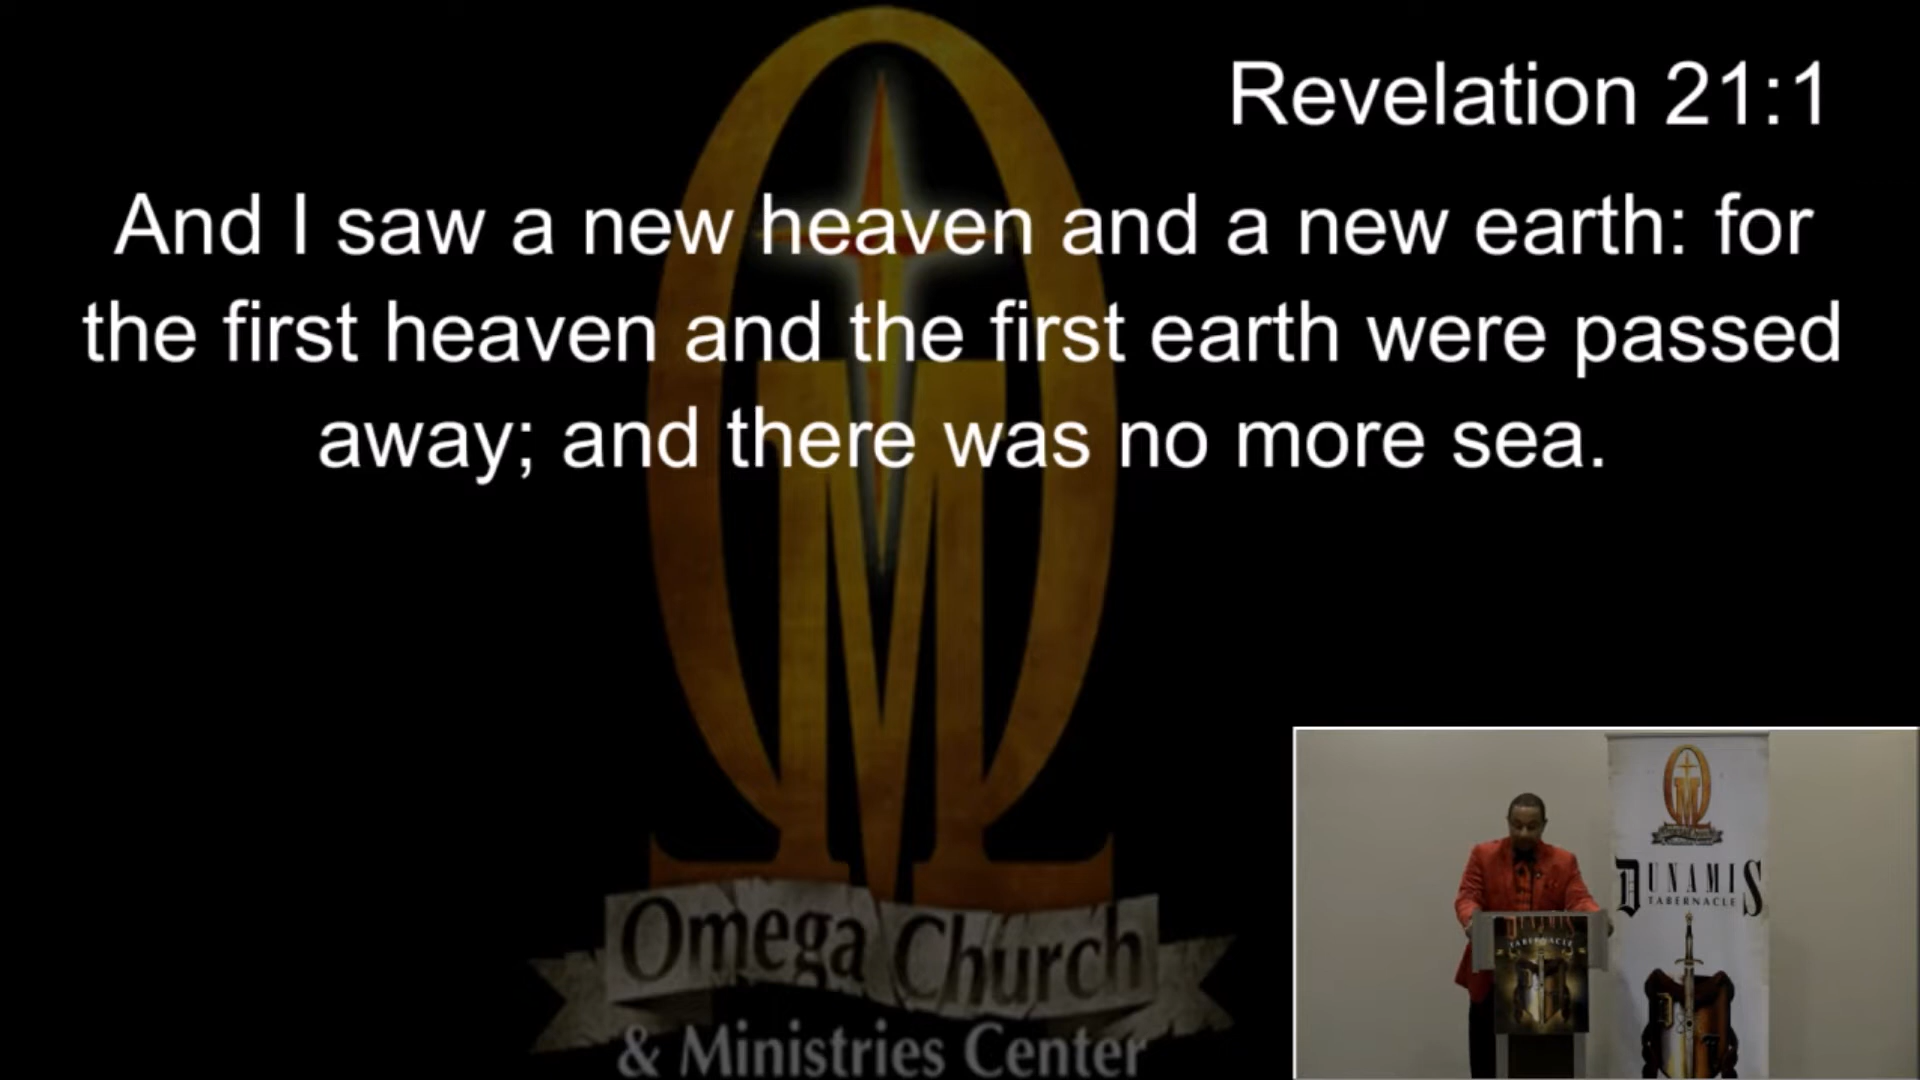 Revelation 21:1
And I saw a new heaven and a new earth: for
the first heaven and the first earth were passed
away; and there was no more sea.
Omega Church
& Ministries Center
DUNAMIS
TABERNACLE
TABERNACLE